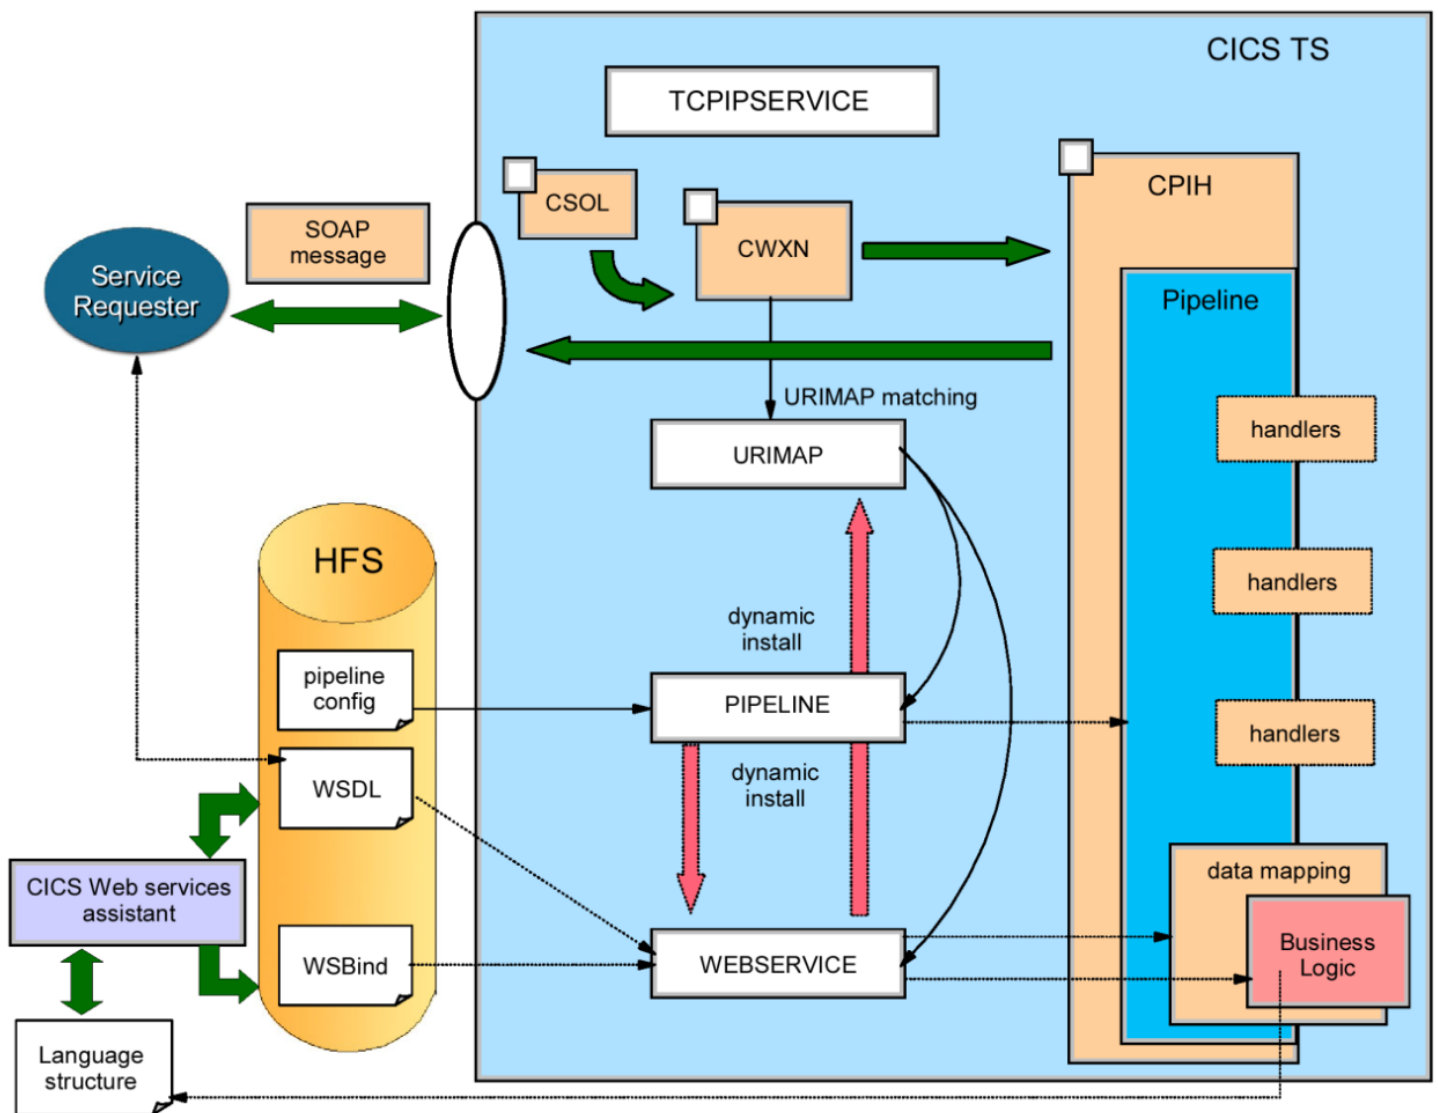 CICS TS
TCPIPSERVICE
CSOL
CPIH
SOAP
message
CWXN
Service
Requester
Pipeline
URIMAP matching
handlers
URIMAP
HFS
handlers
dynamic
install
pipeline
config
PIPELINE
handlers
dynamic
install
WSDL
data mapping
CICS Web services
assistant
Business
Logic
WSBind
WEBSERVICE
Language
structure